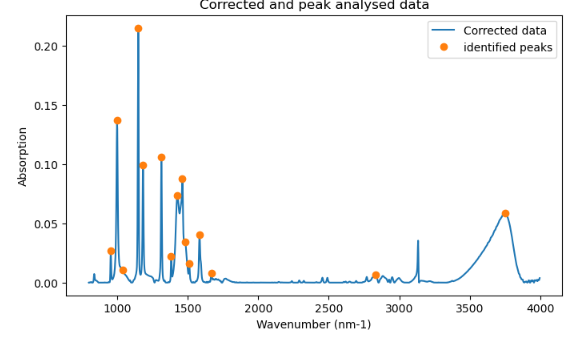 Corrected and peak analysed data
Corrected data
identified peaks
0.20
0.15
0.10
0.05
0.00
Absorption
1000 1500 2000 2500 3000 3500 4000
Wavenumber (nm-1)